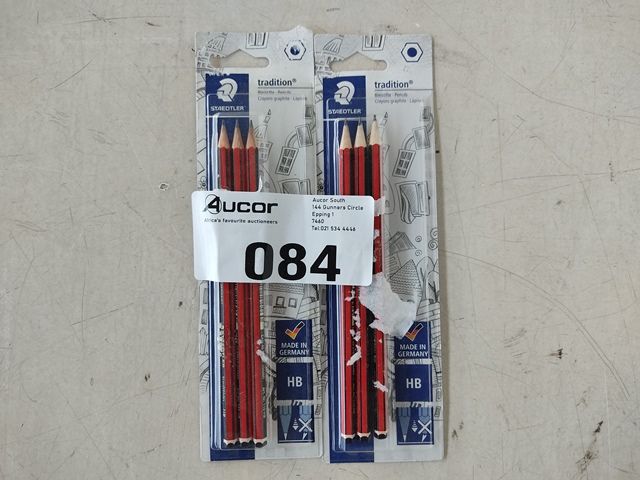 STAEDTLER
tradition®
Bleistifte · Pencils
Crayons graphite · Lápices
STAEDTLER
tradition®
Bleistifte · Pencils
Crayons graphite · Lápices
Aucor
Africa's favourite auctioneers
Aucor South
144 Gunners Circle
Epping 1
7460
Tel:021 534 4446
084
MADE IN
GERMANY
HB
MADE IN
GERMANY
HB